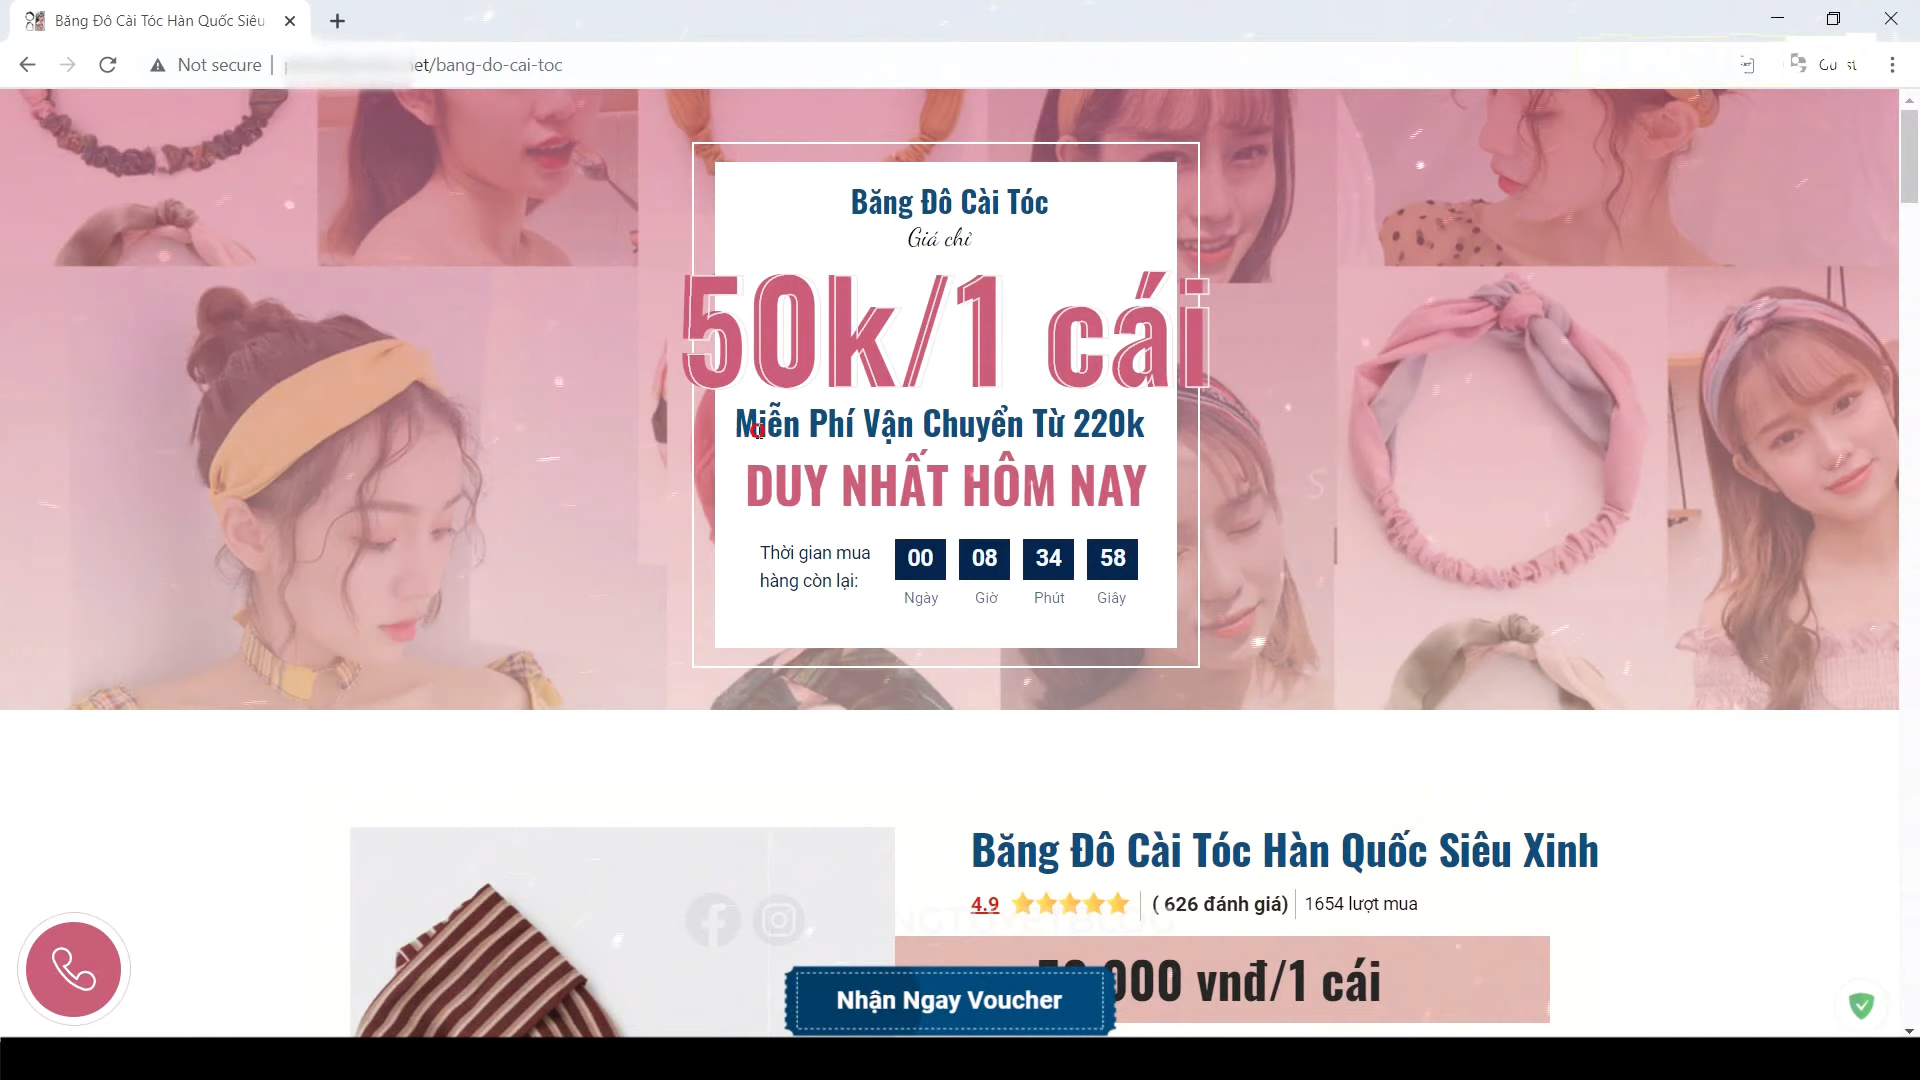 Băng Đô Cài Tóc Hàn Quốc Siêu
Not secure
et/bang-do-cai-toc
Băng Đô Cài Tóc
Giá chỉ
50k/1 cái
Miễn Phí Vận Chuyển Từ 220k
DUY NHẤT HÔM NAY
Thời gian mua hàng còn lại:
00 08 34 58
Ngày Giờ Phút Giây
Băng Đô Cài Tóc Hàn Quốc Siêu Xinh
4.9 ( 626 đánh giá) 1654 lượt mua
000 vnđ/1 cái
Nhận Ngay Voucher